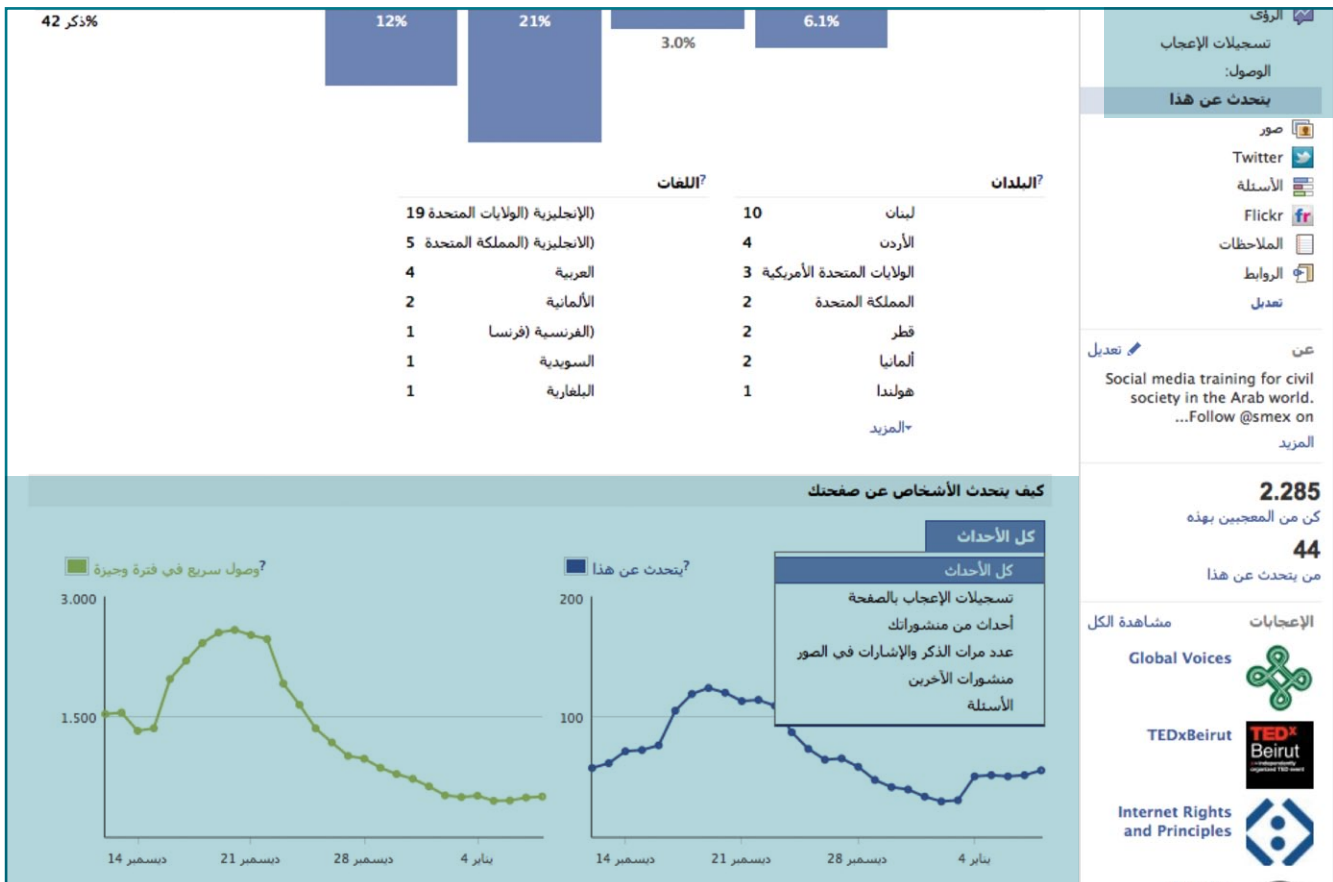 الرؤى
تسجيلات الإعجاب
الوصول:
يتحدث عن هذا
صور
Twitter
الأسئلة
Flickr
الملاحظات
الروابط
تعديل
عن تعديل
Social media training for civil
society in the Arab world.
...Follow @smex on
المزيد
2.285
كن من المعجبين بهذه
44
من يتحدث عن هذا
الإعجابات مشاهدة الكل
Global Voices
TEDxBeirut
TEDx
Beirut
x=independently
organized TED event
Internet Rights
and Principles
6.1% 3.0% 21% 12% %ذكر 42
البلدان?
لبنان 10
الأردن 4
الولايات المتحدة الأمريكية 3
المملكة المتحدة 2
قطر 2
ألمانيا 2
هولندا 1
المزيد
اللغات?
(الإنجليزية (الولايات المتحدة 19
(الانجليزية (المملكة المتحدة 5
العربية 4
الألمانية 2
(الفرنسية (فرنسا 1
السويدية 1
البلغارية 1
كيف يتحدث الأشخاص عن صفحتك
كل الأحداث
كل الأحداث
تسجيلات الإعجاب بالصفحة
أحداث من منشوراتك
عدد مرات الذكر والإشارات في الصور
منشورات الآخرين
الأسئلة
?يتحدث عن هذا
200
100
ديسمبر 14 ديسمبر 21 ديسمبر 28 يناير 4
?وصول سريع في فترة وجيزة
3.000
1.500
ديسمبر 14 ديسمبر 21 ديسمبر 28 يناير 4